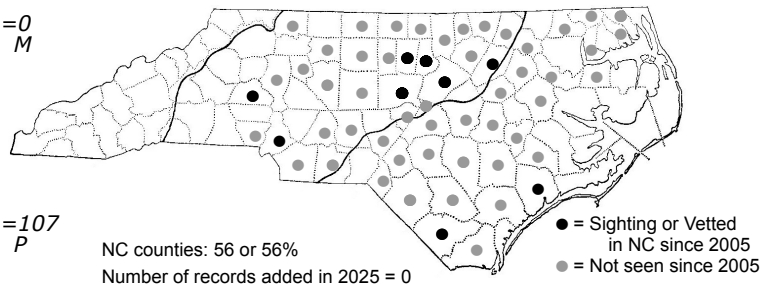 =0
M
=107
P
NC counties: 56 or 56%
Number of records added in 2025 = 0
= Sighting or Vetted
in NC since 2005
= Not seen since 2005